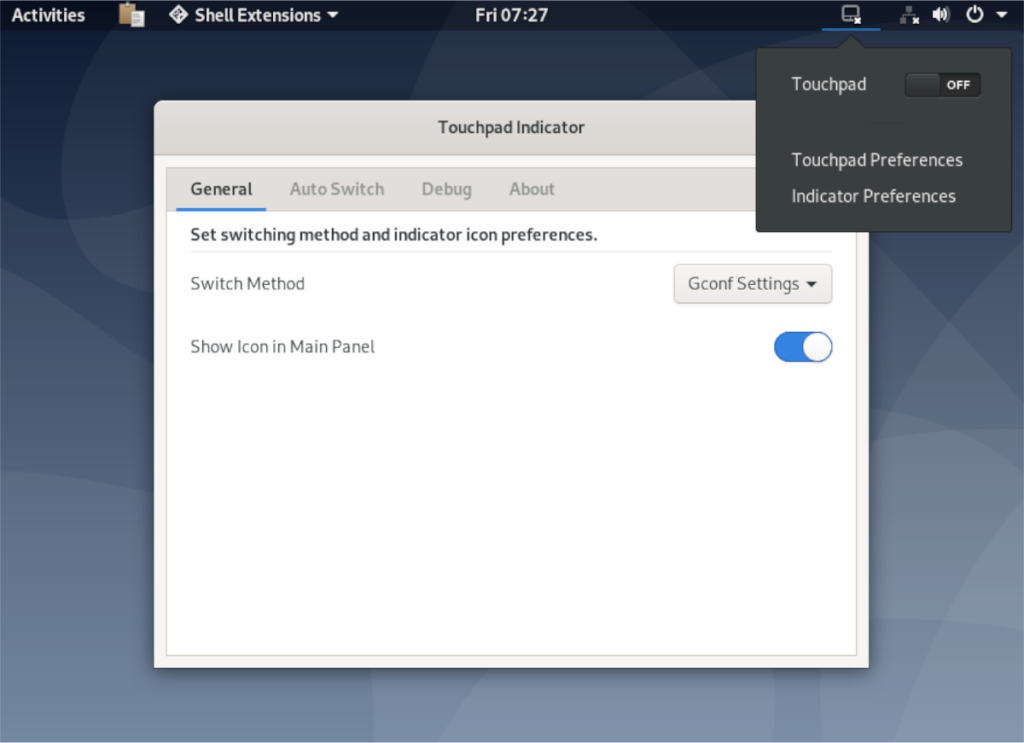 Activities Shell Extensions Fri 07:27
Touchpad OFF
Touchpad Preferences
Indicator Preferences
Touchpad Indicator
General Auto Switch Debug About
Set switching method and indicator icon preferences.
Switch Method Gconf Settings
Show Icon in Main Panel